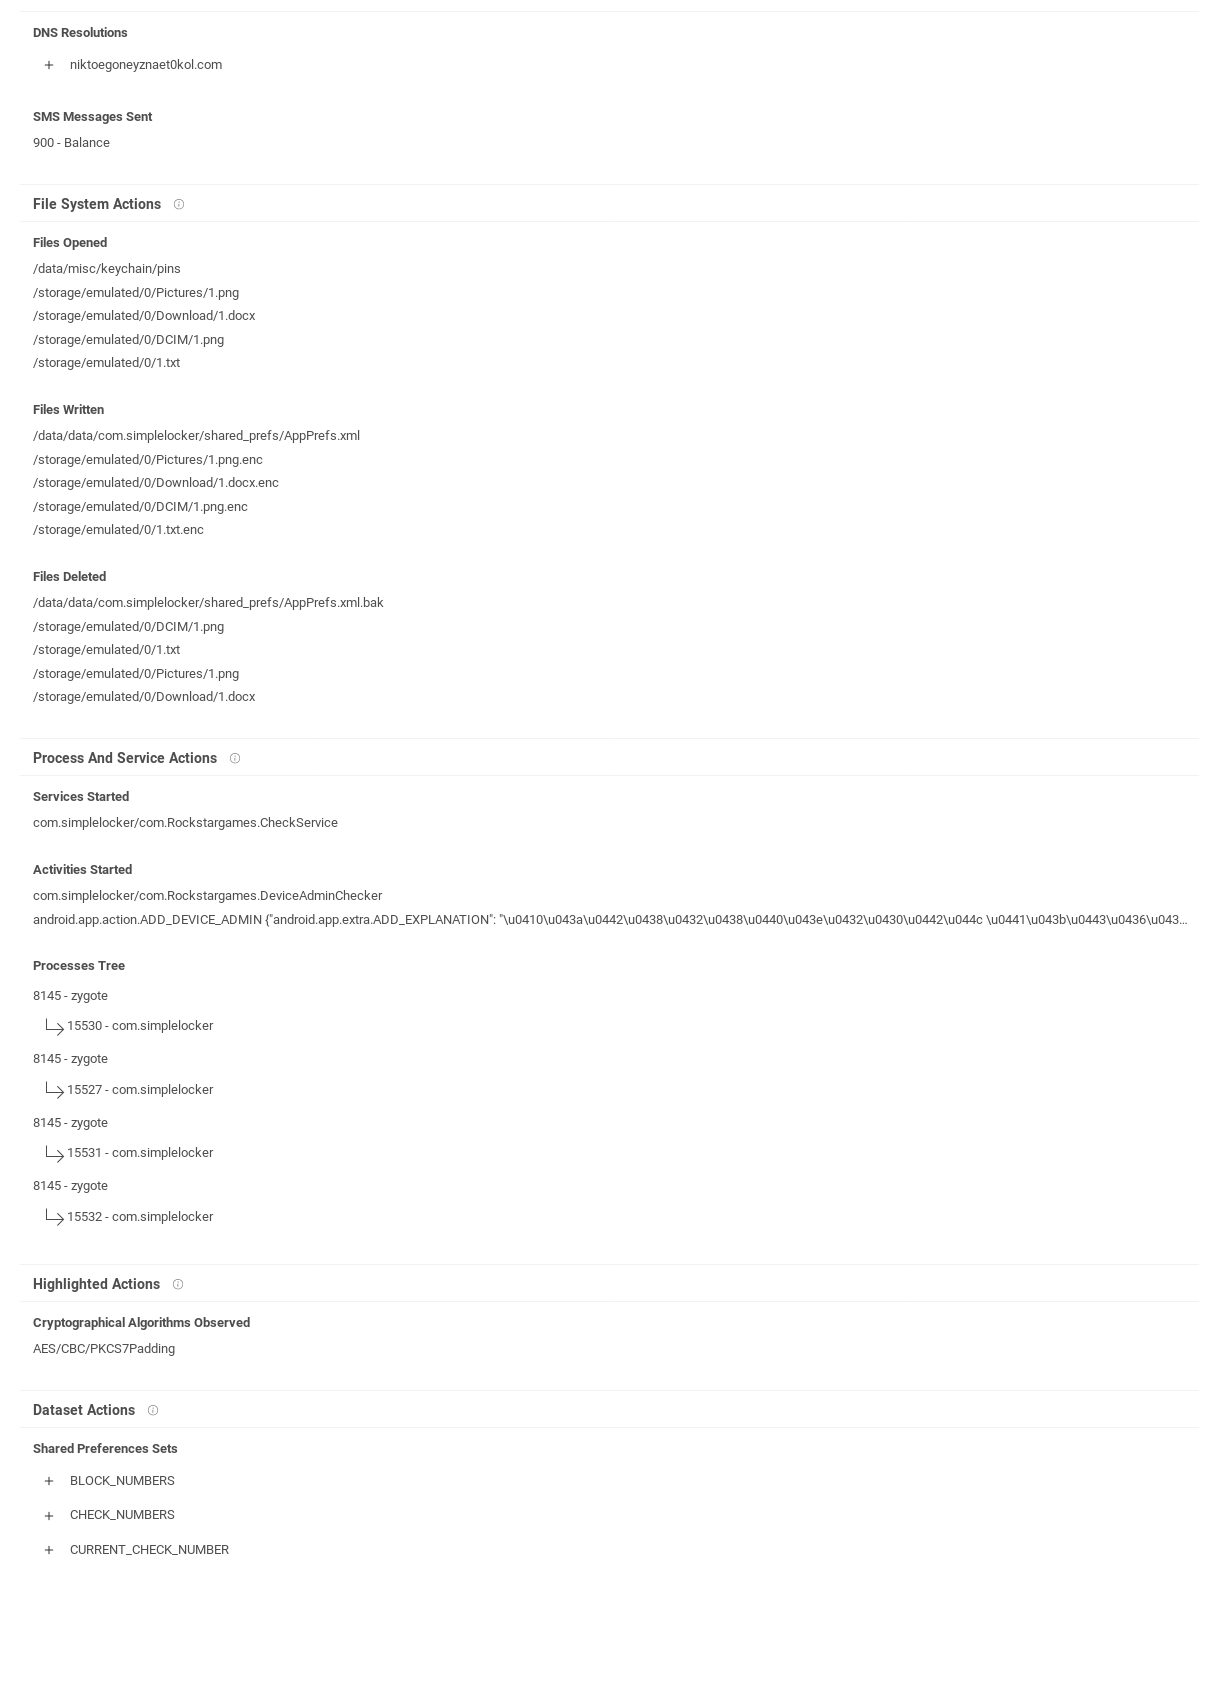 DNS Resolutions
+ niktoegoneyznaet0kol.com
SMS Messages Sent
900 - Balance
File System Actions
Files Opened
/data/misc/keychain/pins
/storage/emulated/0/Pictures/1.png
/storage/emulated/0/Download/1.docx
/storage/emulated/0/DCIM/1.png
/storage/emulated/0/1.txt
Files Written
/data/data/com.simplelocker/shared_prefs/AppPrefs.xml
/storage/emulated/0/Pictures/1.png.enc
/storage/emulated/0/Download/1.docx.enc
/storage/emulated/0/DCIM/1.png.enc
/storage/emulated/0/1.txt.enc
Files Deleted
/data/data/com.simplelocker/shared_prefs/AppPrefs.xml.bak
/storage/emulated/0/DCIM/1.png
/storage/emulated/0/1.txt
/storage/emulated/0/Pictures/1.png
/storage/emulated/0/Download/1.docx
Process And Service Actions
Services Started
com.simplelocker/com.Rockstargames.CheckService
Activities Started
com.simplelocker/com.Rockstargames.DeviceAdminChecker
android.app.action.ADD_DEVICE_ADMIN {"android.app.extra.ADD_EXPLANATION": "\u0410\u043a\u0442\u0438\u0432\u0438\u0440\u043e\u0432\u0430\u0442\u044c \u0441\u043b\u0443\u0436\u043…
Processes Tree
8145 - zygote
15530 - com.simplelocker
8145 - zygote
15527 - com.simplelocker
8145 - zygote
15531 - com.simplelocker
8145 - zygote
15532 - com.simplelocker
Highlighted Actions
Cryptographical Algorithms Observed
AES/CBC/PKCS7Padding
Dataset Actions
Shared Preferences Sets
+ BLOCK_NUMBERS
+ CHECK_NUMBERS
+ CURRENT_CHECK_NUMBER